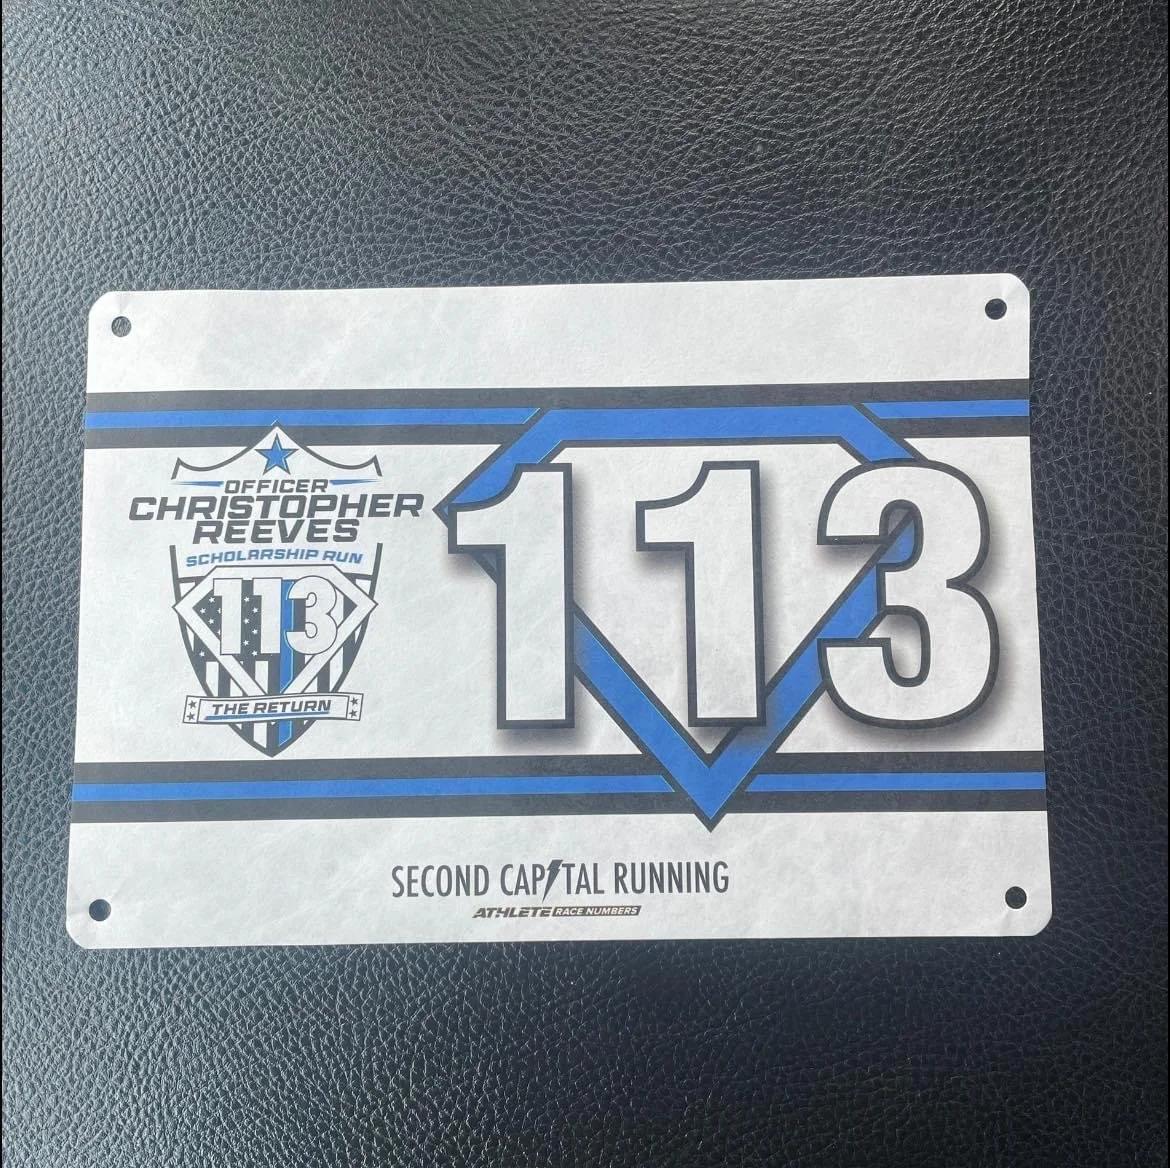 OFFICER
CHRISTOPHER
REEVES
SCHOLARSHIP RUN
113
THE RETURN
113
SECOND CAPITAL RUNNING
ATHLETE RACE NUMBERS